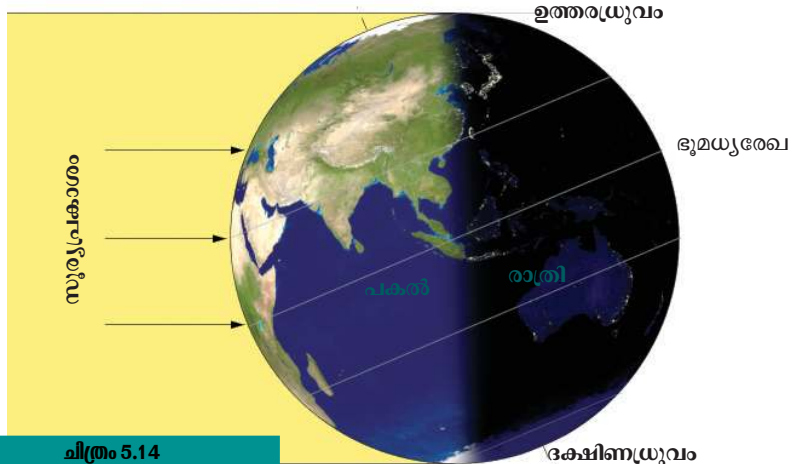 ഉത്തരധ്രുവം
ഭൂമധ്യരേഖ
സൂര്യപ്രകാശം
പകൽ
രാത്രി
ദക്ഷിണധ്രുവം
ചിത്രം 5.14